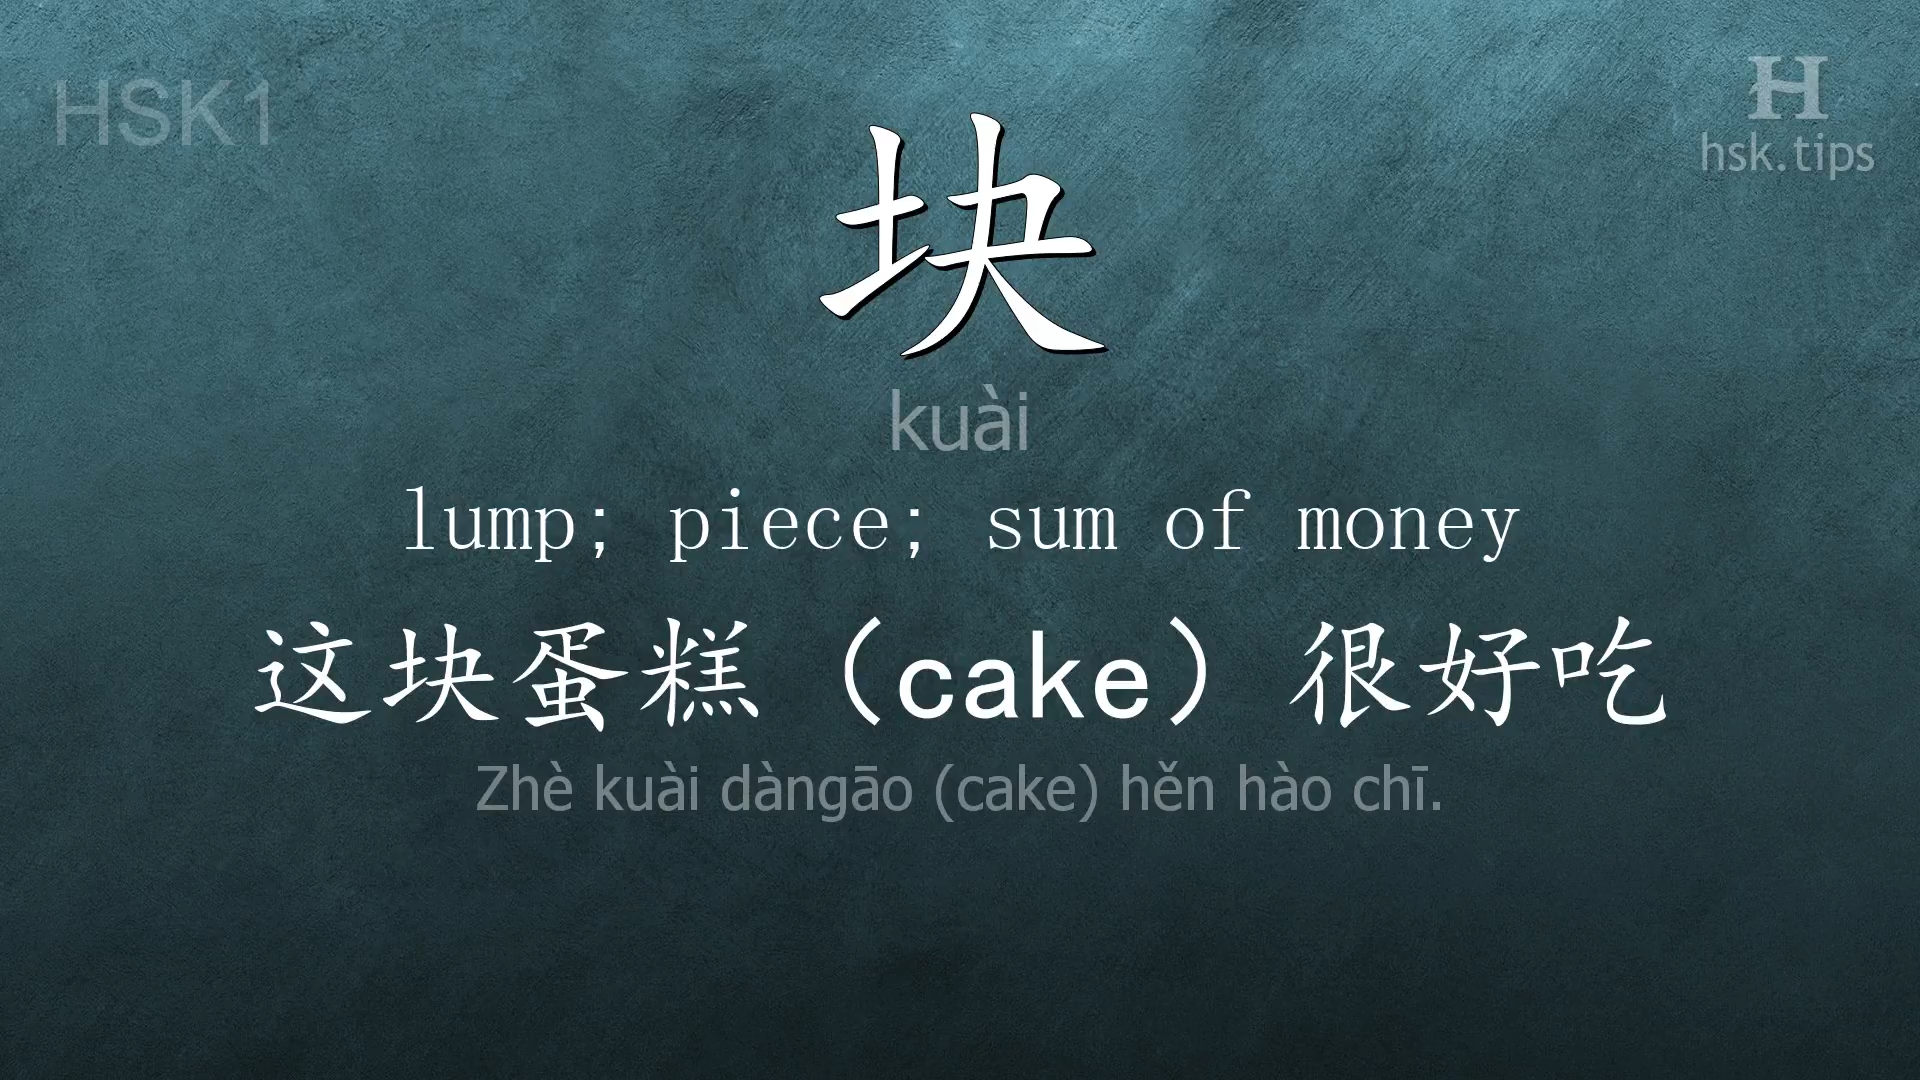 HSK1
H
hsk.tips
块
kuài
lump; piece; sum of money
这块蛋糕（cake）很好吃
Zhè kuài dàngāo (cake) hěn hào chī.